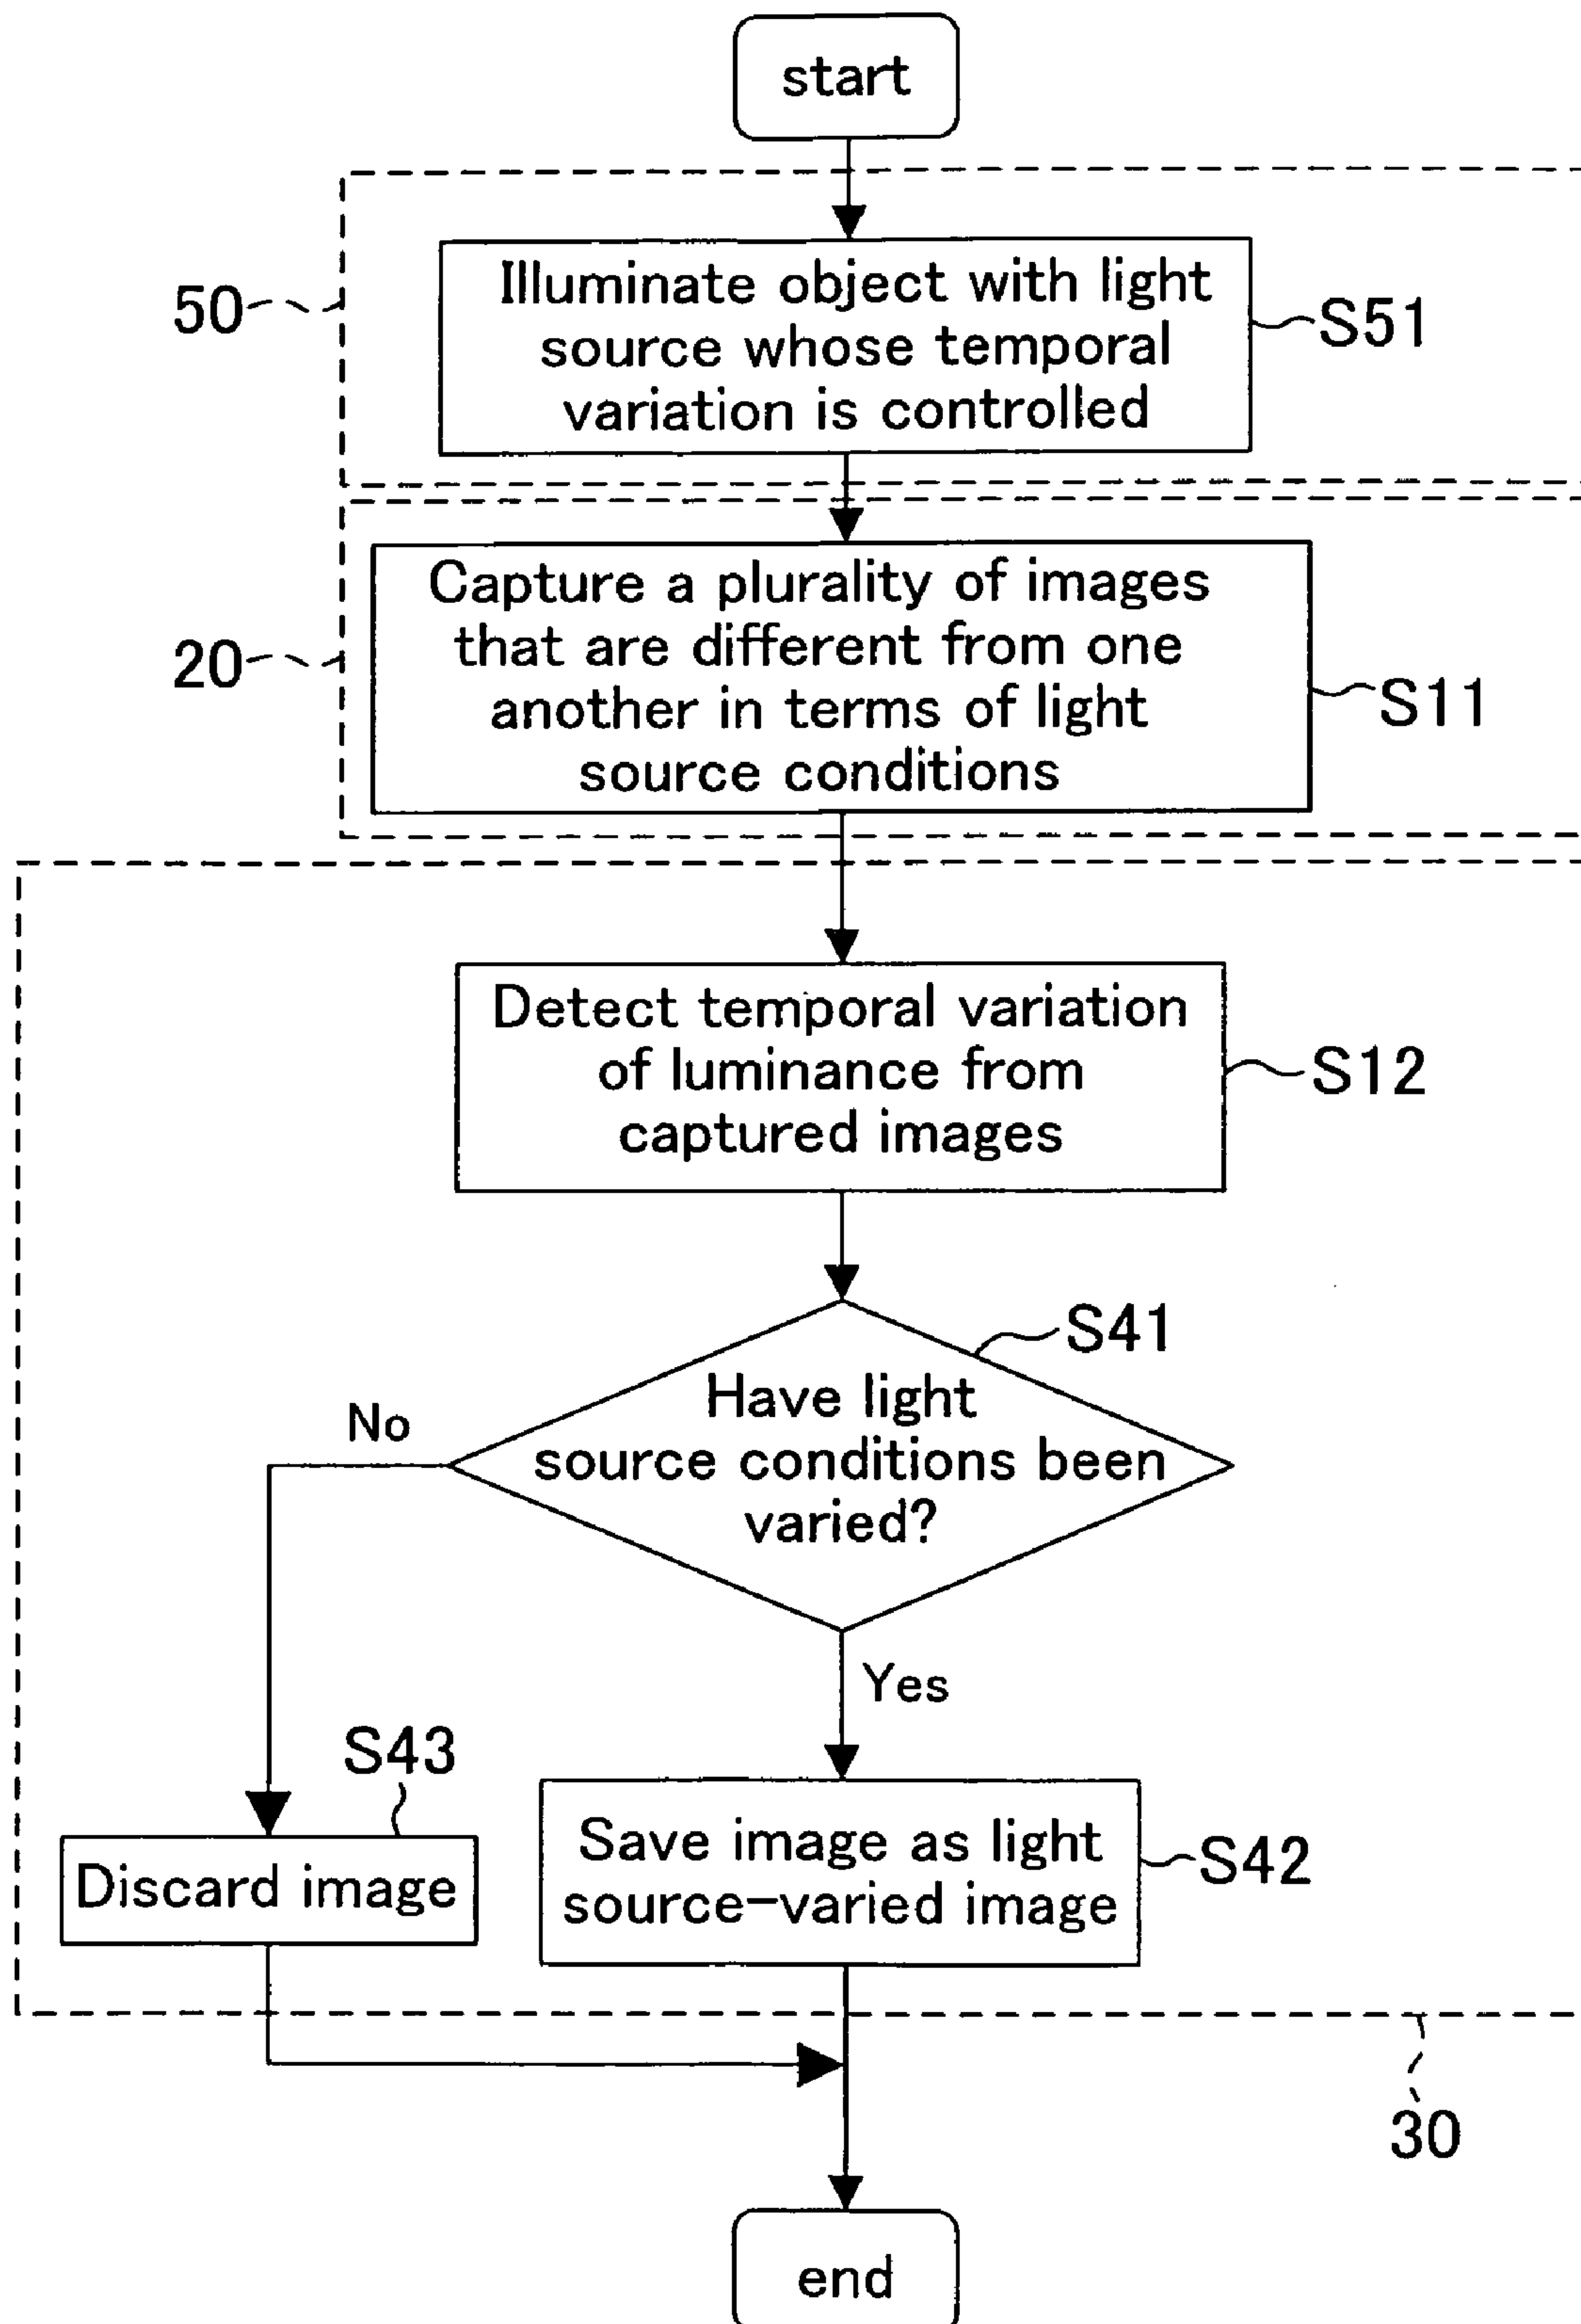 start
50
Illuminate object with light
source whose temporal
variation is controlled
S51
20
Capture a plurality of images
that are different from one
another in terms of light
source conditions
S11
Detect temporal variation
of luminance from
captured images
S12
S41
Have light
source conditions been
varied?
No
Yes
S43
Discard image
Save image as light
source-varied image
S42
30
end